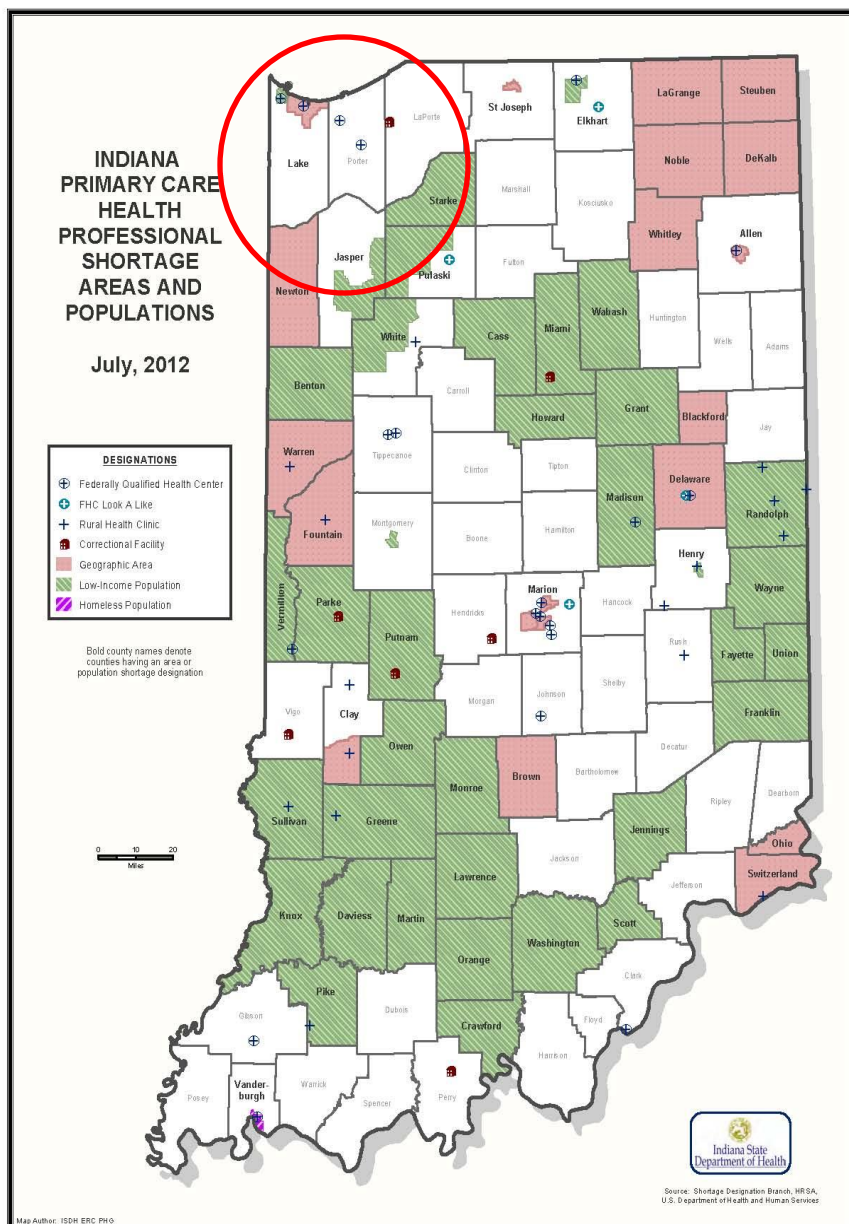 INDIANA
PRIMARY CARE
HEALTH
PROFESSIONAL
SHORTAGE
AREAS AND
POPULATIONS
July, 2012
DESIGNATIONS
Federally Qualified Health Center
FHC Look A Like
Rural Health Clinic
Correctional Facility
Geographic Area
Low-Income Population
Homeless Population
Bold county names denote
counties having an area or
population shortage designation
0 10 20
Miles
Lake
Porter
LaPorte
St Joseph
Elkhart
LaGrange
Steuben
Noble
DeKalb
Starke
Marshall
Kosciusko
Whitley
Allen
Newton
Jasper
Pulaski
Fulton
White
Cass
Miami
Wabash
Huntington
Wells
Adams
Benton
Carroll
Howard
Grant
Blackford
Jay
Warren
Tippecanoe
Clinton
Tipton
Madison
Delaware
Randolph
Fountain
Montgomery
Boone
Hamilton
Henry
Wayne
Vermillion
Parke
Putnam
Hendricks
Marion
Hancock
Rush
Fayette
Union
Vigo
Clay
Morgan
Johnson
Shelby
Franklin
Owen
Decatur
Sullivan
Greene
Monroe
Brown
Bartholomew
Jennings
Ripley
Dearborn
Ohio
Switzerland
Jackson
Jefferson
Knox
Daviess
Martin
Lawrence
Scott
Orange
Washington
Clark
Pike
Gibson
Dubois
Crawford
Floyd
Harrison
Posey
Vander-
burgh
Warrick
Spencer
Perry
Indiana State
Department of Health
Source: Shortage Designation Branch, HRSA,
U.S. Department of Health and Human Services
Map Author: ISDH ERC PHG